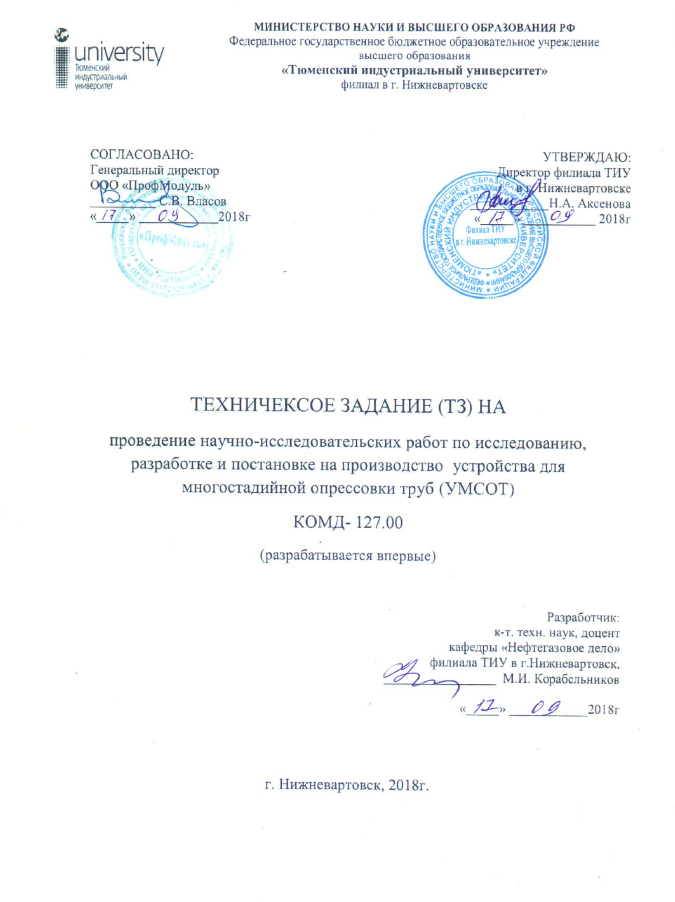 university
Тюменский
индустриальный
университет
МИНИСТЕРСТВО НАУКИ И ВЫСШЕГО ОБРАЗОВАНИЯ РФ
Федеральное государственное бюджетное образовательное учреждение
высшего образования
«Тюменский индустриальный университет»
филиал в г. Нижневартовске
СОГЛАСОВАНО:
Генеральный директор
ООО «ПрофМодуль»
С.В. Власов
«17» 09 2018г
УТВЕРЖДАЮ:
Директор филиала ТИУ
в г. Нижневартовске
Н.А. Аксенова
«17» 09 2018г
«ПрофМодуль»
Филиал ТИУ
в г. Нижневартовске
ТЕХНИЧЕКСОЕ ЗАДАНИЕ (ТЗ) НА
проведение научно-исследовательских работ по исследованию,
разработке и постановке на производство устройства для
многостадийной опрессовки труб (УМСОТ)
КОМД- 127.00
(разрабатывается впервые)
Разработчик:
к-т. техн. наук, доцент
кафедры «Нефтегазовое дело»
филиала ТИУ в г.Нижневартовск,
М.И. Корабельников
«17» 09 2018г
г. Нижневартовск, 2018г.